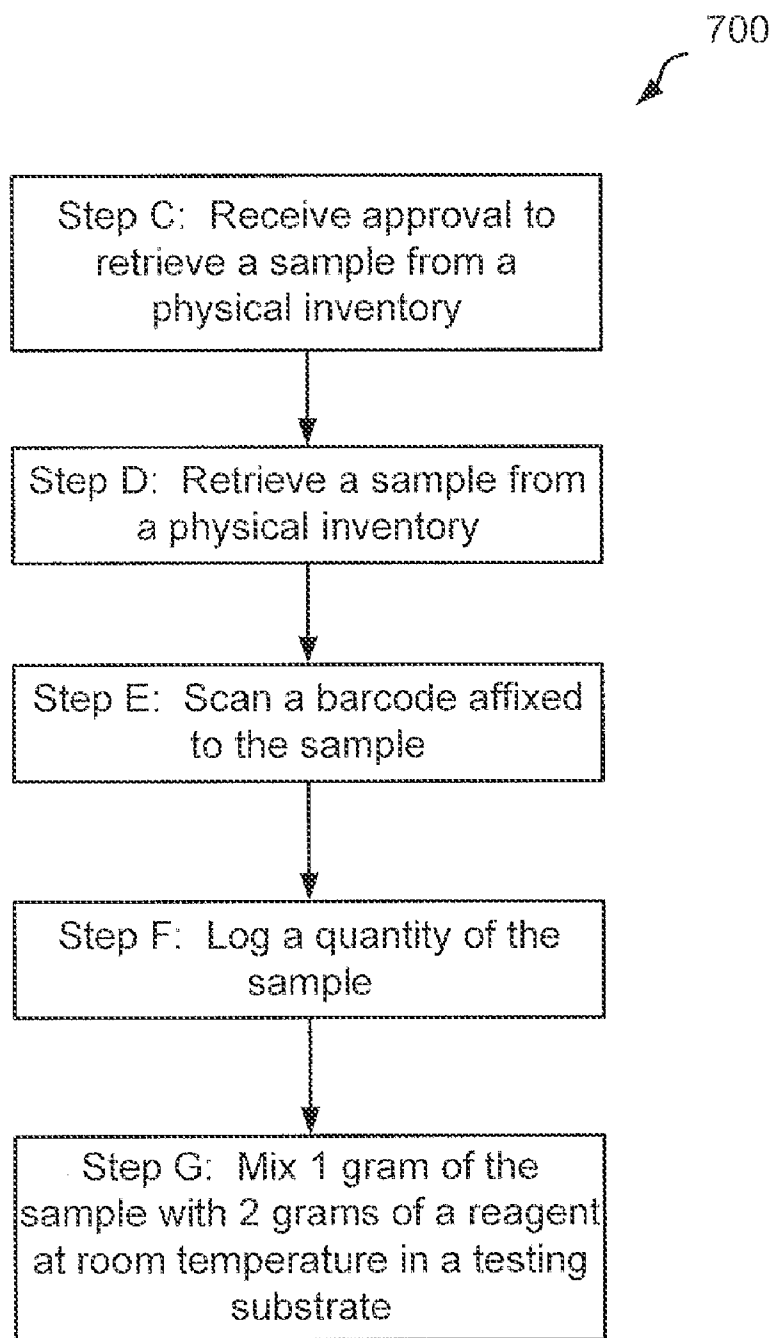 700
Step C: Receive approval to
retrieve a sample from a
physical inventory
Step D: Retrieve a sample from
a physical inventory
Step E: Scan a barcode affixed
to the sample
Step F: Log a quantity of the
sample
Step G: Mix 1 gram of the
sample with 2 grams of a reagent
at room temperature in a testing
substrate